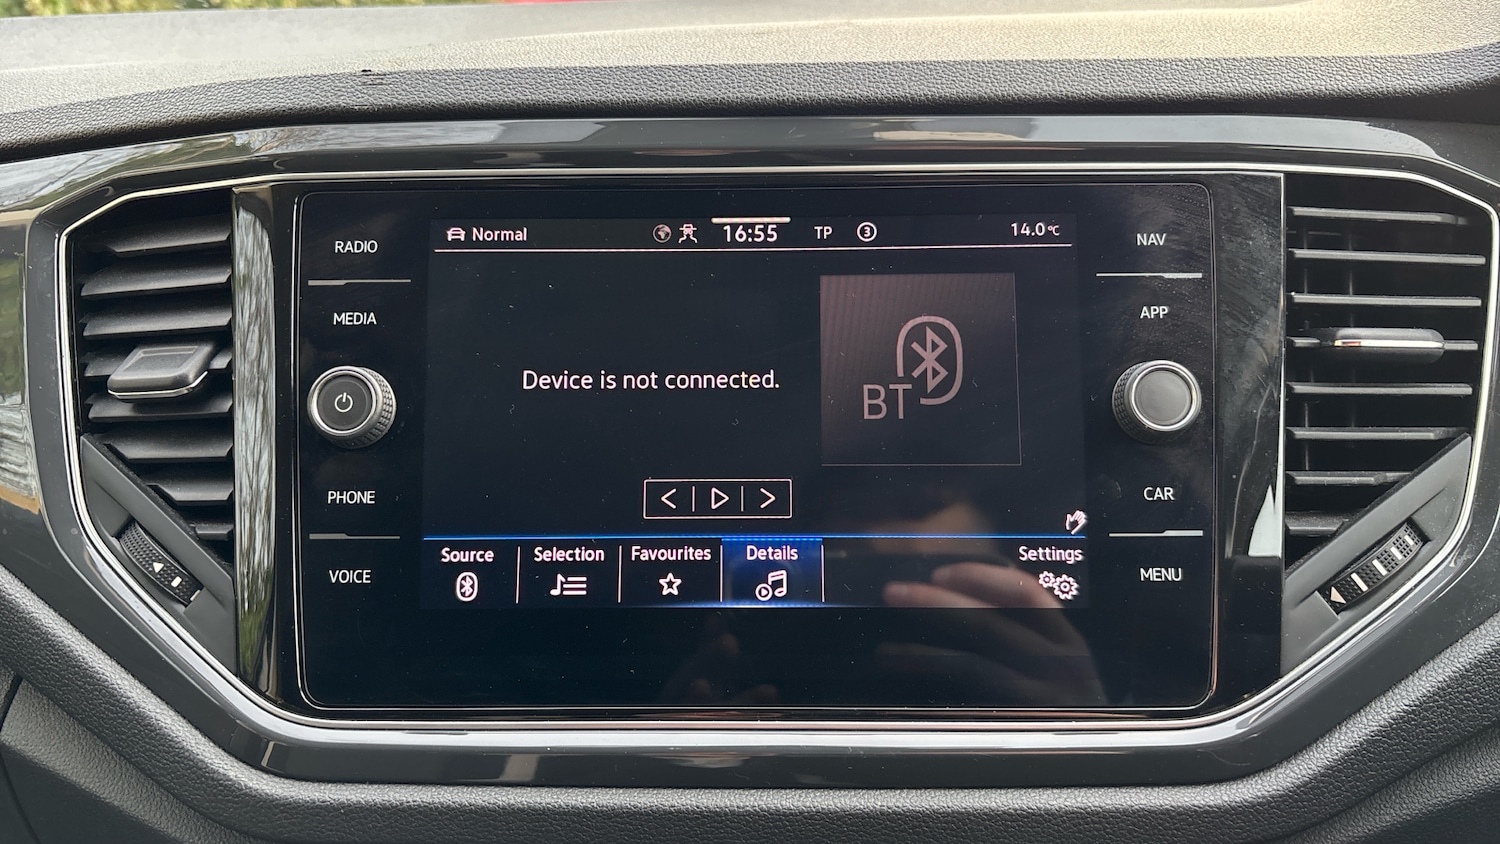 RADIO
MEDIA
PHONE
VOICE
Normal
16:55
TP
3
14.0°C
Device is not connected.
BT
Source
Selection
Favourites
Details
Settings
NAV
APP
CAR
MENU